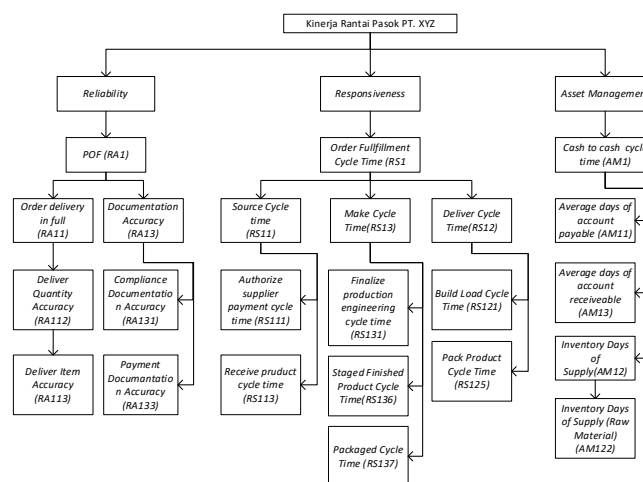 Kinerja Rantai Pasok PT. XYZ
Reliability
Responsiveness
Asset Management
POF (RA1)
Order Fullfillment
Cycle Time (RS1
Cash to cash cycle
time (AM1)
Order delivery
in full
(RA11)
Documentation
Accuracy
(RA13)
Source Cycle
time (RS11)
Make Cycle
Time(RS13)
Deliver Cycle
Time(RS12)
Average days of
account
payable (AM11)
Deliver
Quantity
Accuracy
(RA112)
Compliance
Documentatio
n Accuracy
(RA131)
Authorize
supplier
payment cycle
time (RS111)
Finalize
production
engineering
cycle time
(RS131)
Build Load Cycle
Time (RS121)
Average days of
account
receiveable
(AM13)
Deliver Item
Accuracy
(RA113)
Payment
Documantatio
n Accuracy
(RA133)
Receive pruduct
cycle time
(RS113)
Staged Finished
Product Cycle
Time(RS136)
Pack Product
Cycle Time
(RS125)
Inventory Days
of
Supply(AM12)
Packaged Cycle
Time (RS137)
Inventory Days
of Supply (Raw
Material)
(AM122)